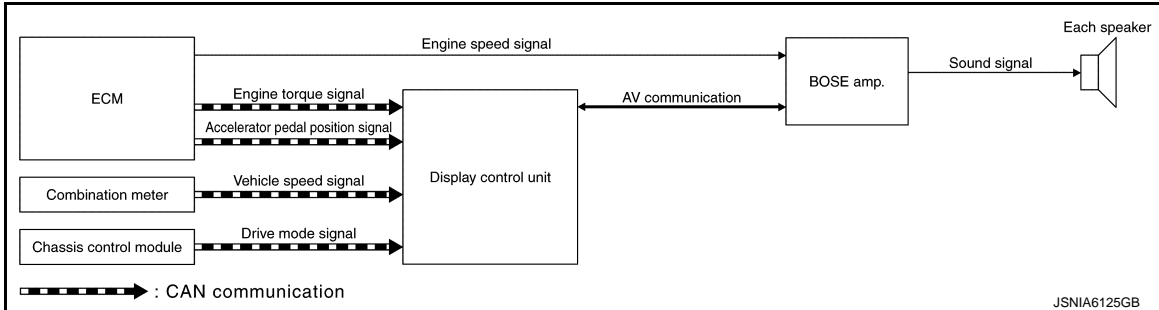 Each speaker
Engine speed signal
BOSE amp.
Sound signal
ECM
Engine torque signal
AV communication
Accelerator pedal position signal
Display control unit
Combination meter
Vehicle speed signal
Chassis control module
Drive mode signal
: CAN communication
JSNIA6125GB